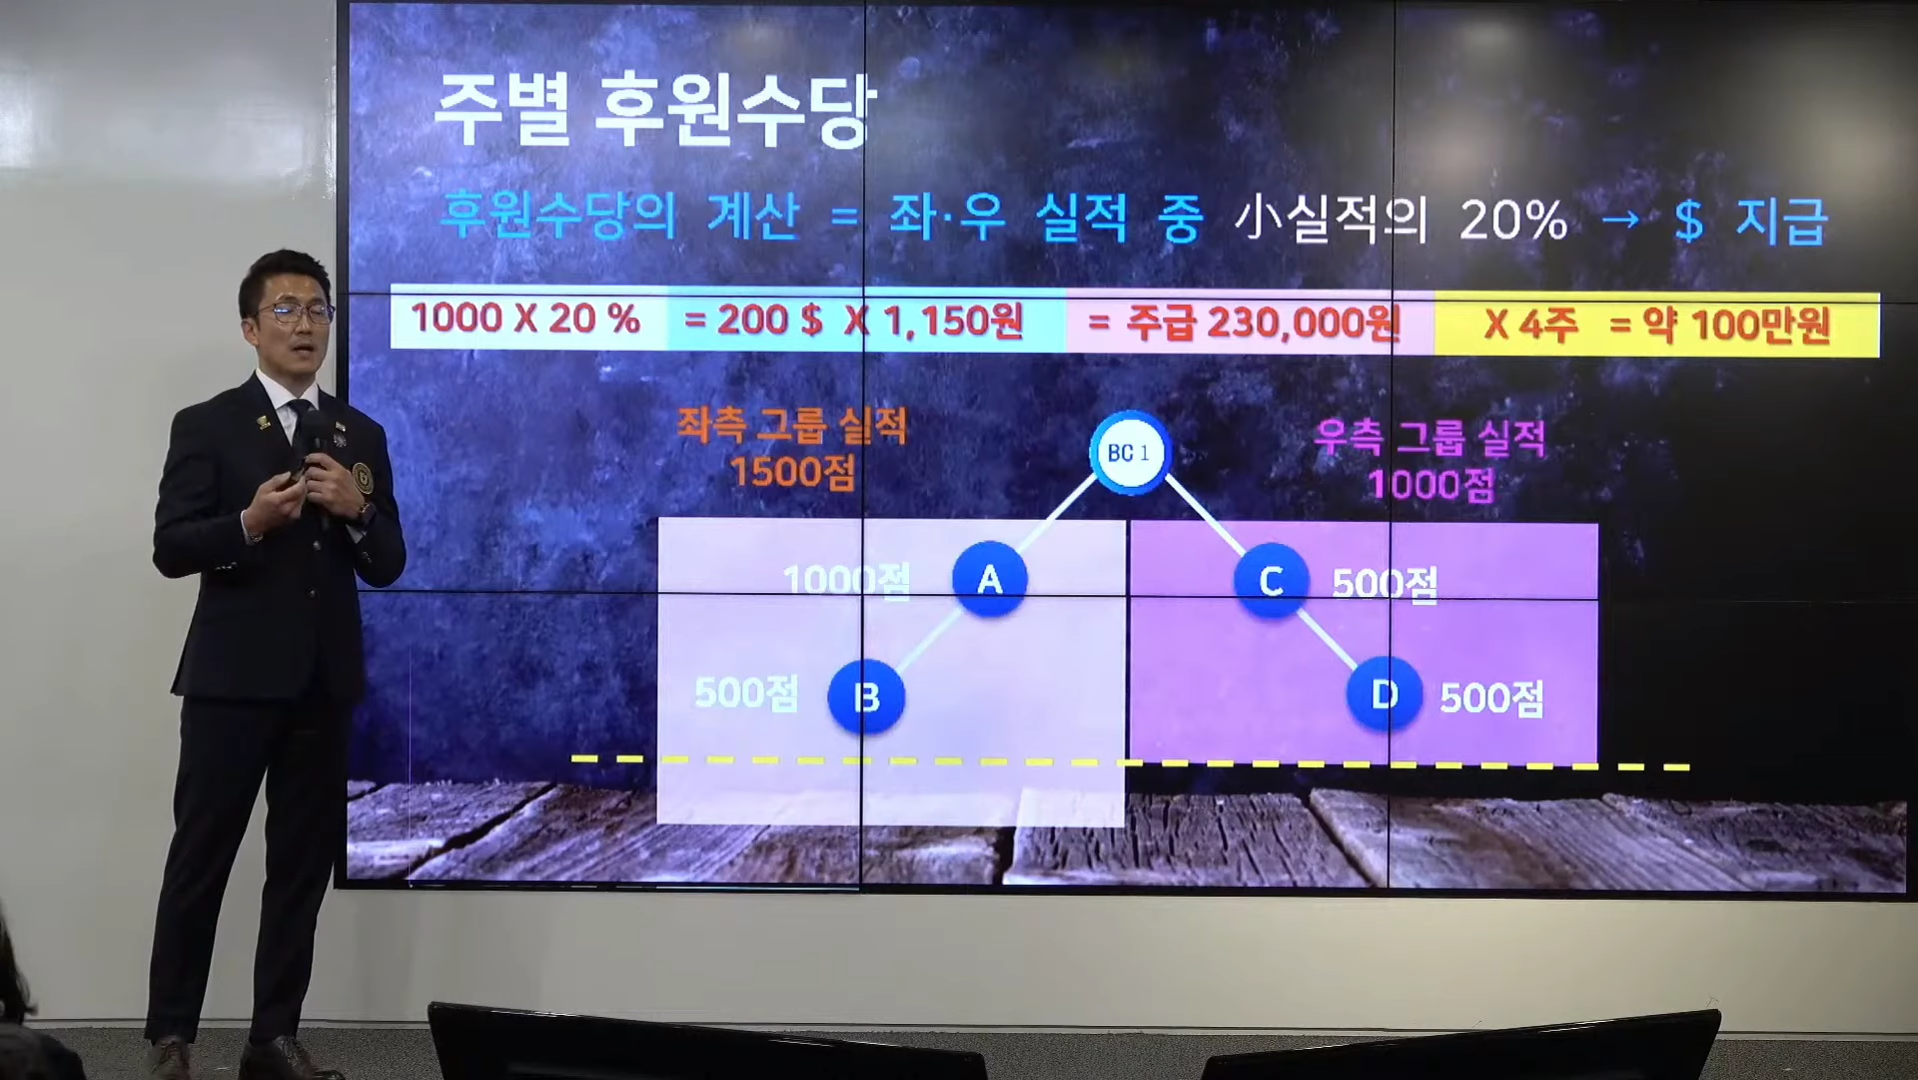 주별 후원수당
후원수당의 계산 = 좌·우 실적 중 小실적의 20% → $ 지급
1000 X 20 % = 200 $ X 1,150원 = 주급 230,000원 X 4주 = 약 100만원
좌측 그룹 실적
1500점
BC 1
우측 그룹 실적
1000점
1000점 A
C 500점
500점 B
D 500점